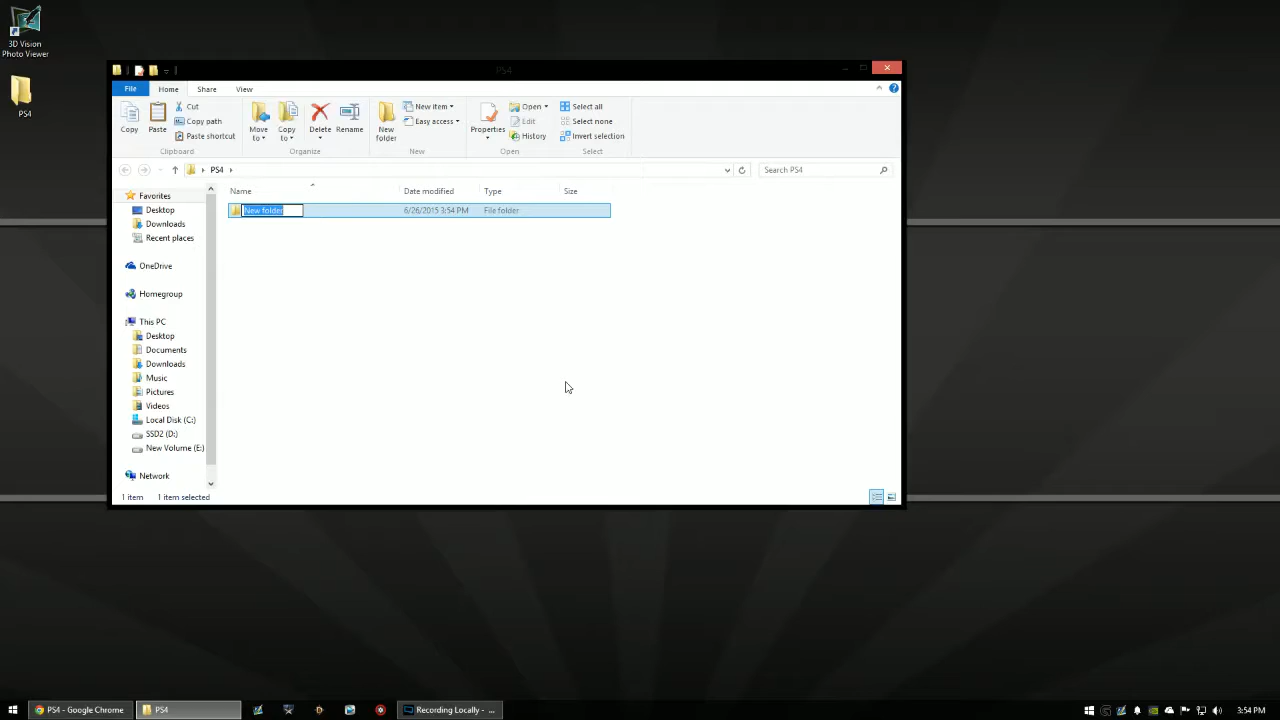 3D Vision
Photo Viewer
PS4
PS4
File Home Share View
Copy
Paste
Cut
Copy path
Paste shortcut
Clipboard
Move to
Copy to
Delete
Rename
Organize
New folder
New item
Easy access
New
Properties
Open
Edit
History
Open
Select all
Select none
Invert selection
Select
PS4
Search PS4
Name Date modified Type Size
New folder 6/26/2015 3:54 PM File folder
Favorites
Desktop
Downloads
Recent places
OneDrive
Homegroup
This PC
Desktop
Documents
Downloads
Music
Pictures
Videos
Local Disk (C:)
SSD2 (D:)
New Volume (E:)
Network
1 item 1 item selected
PS4 - Google Chrome PS4 Recording Locally - ... 3:54 PM